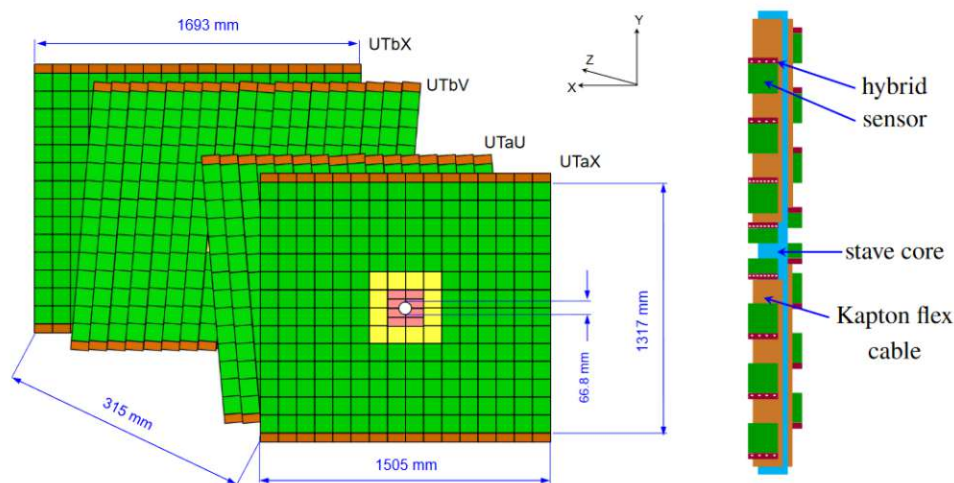 1693 mm
UTbX
UTbV
UTaU
UTaX
Y
Z
X
66.8 mm
1317 mm
315 mm
1505 mm
hybrid
sensor
stave core
Kapton flex
cable